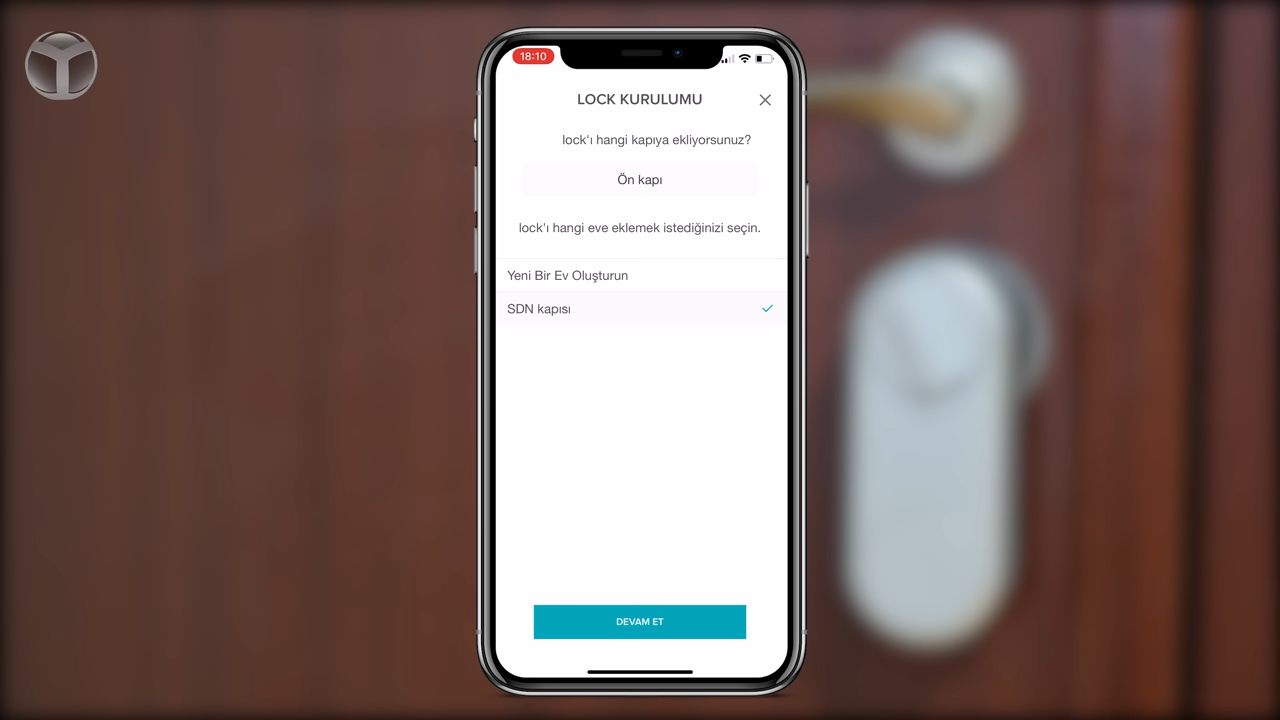 18:10
LOCK KURULUMU
lock'ı hangi kapıya ekliyorsunuz?
Ön kapı
lock'ı hangi eve eklemek istediğinizi seçin.
Yeni Bir Ev Oluşturun
SDN kapısı
DEVAM ET